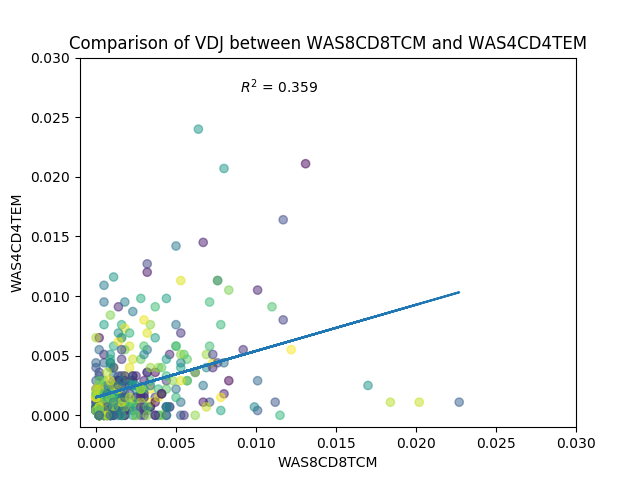 Comparison of VDJ between WAS8CD8TCM and WAS4CD4TEM
R² = 0.359
0.030
0.025
0.020
0.015
0.010
0.005
0.000
WAS4CD4TEM
0.000 0.005 0.010 0.015 0.020 0.025 0.030
WAS8CD8TCM